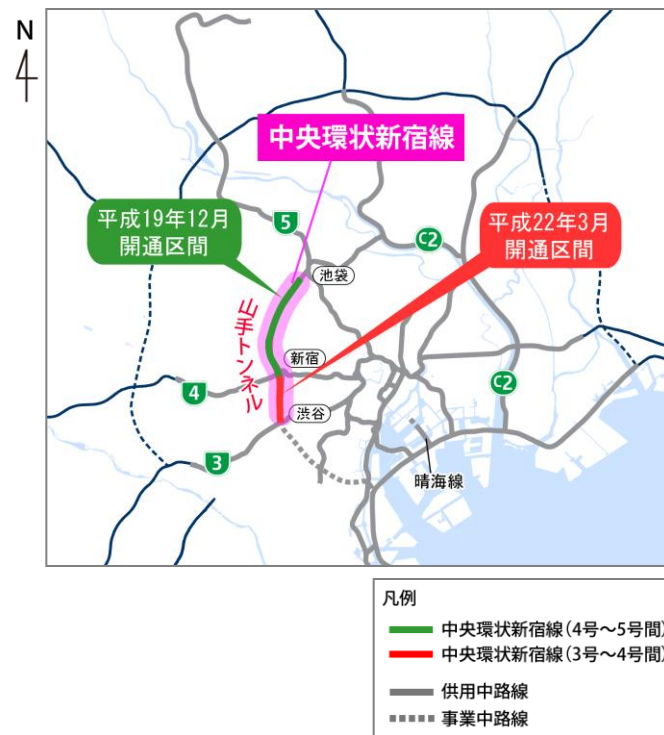 N
中央環状新宿線
平成19年12月
開通区間
5
平成22年3月
開通区間
C2
池袋
山手トンネル
新宿
4
C2
渋谷
3
晴海線
凡例
中央環状新宿線(4号～5号間)
中央環状新宿線(3号～4号間)
供用中路線
事業中路線